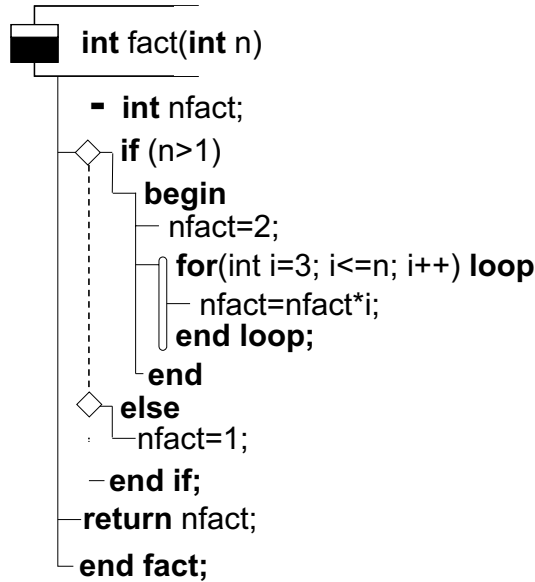 int fact(int n)
int nfact;
if (n>1)
begin
nfact=2;
for(int i=3; i<=n; i++) loop
nfact=nfact*i;
end loop;
end
else
nfact=1;
end if;
return nfact;
end fact;